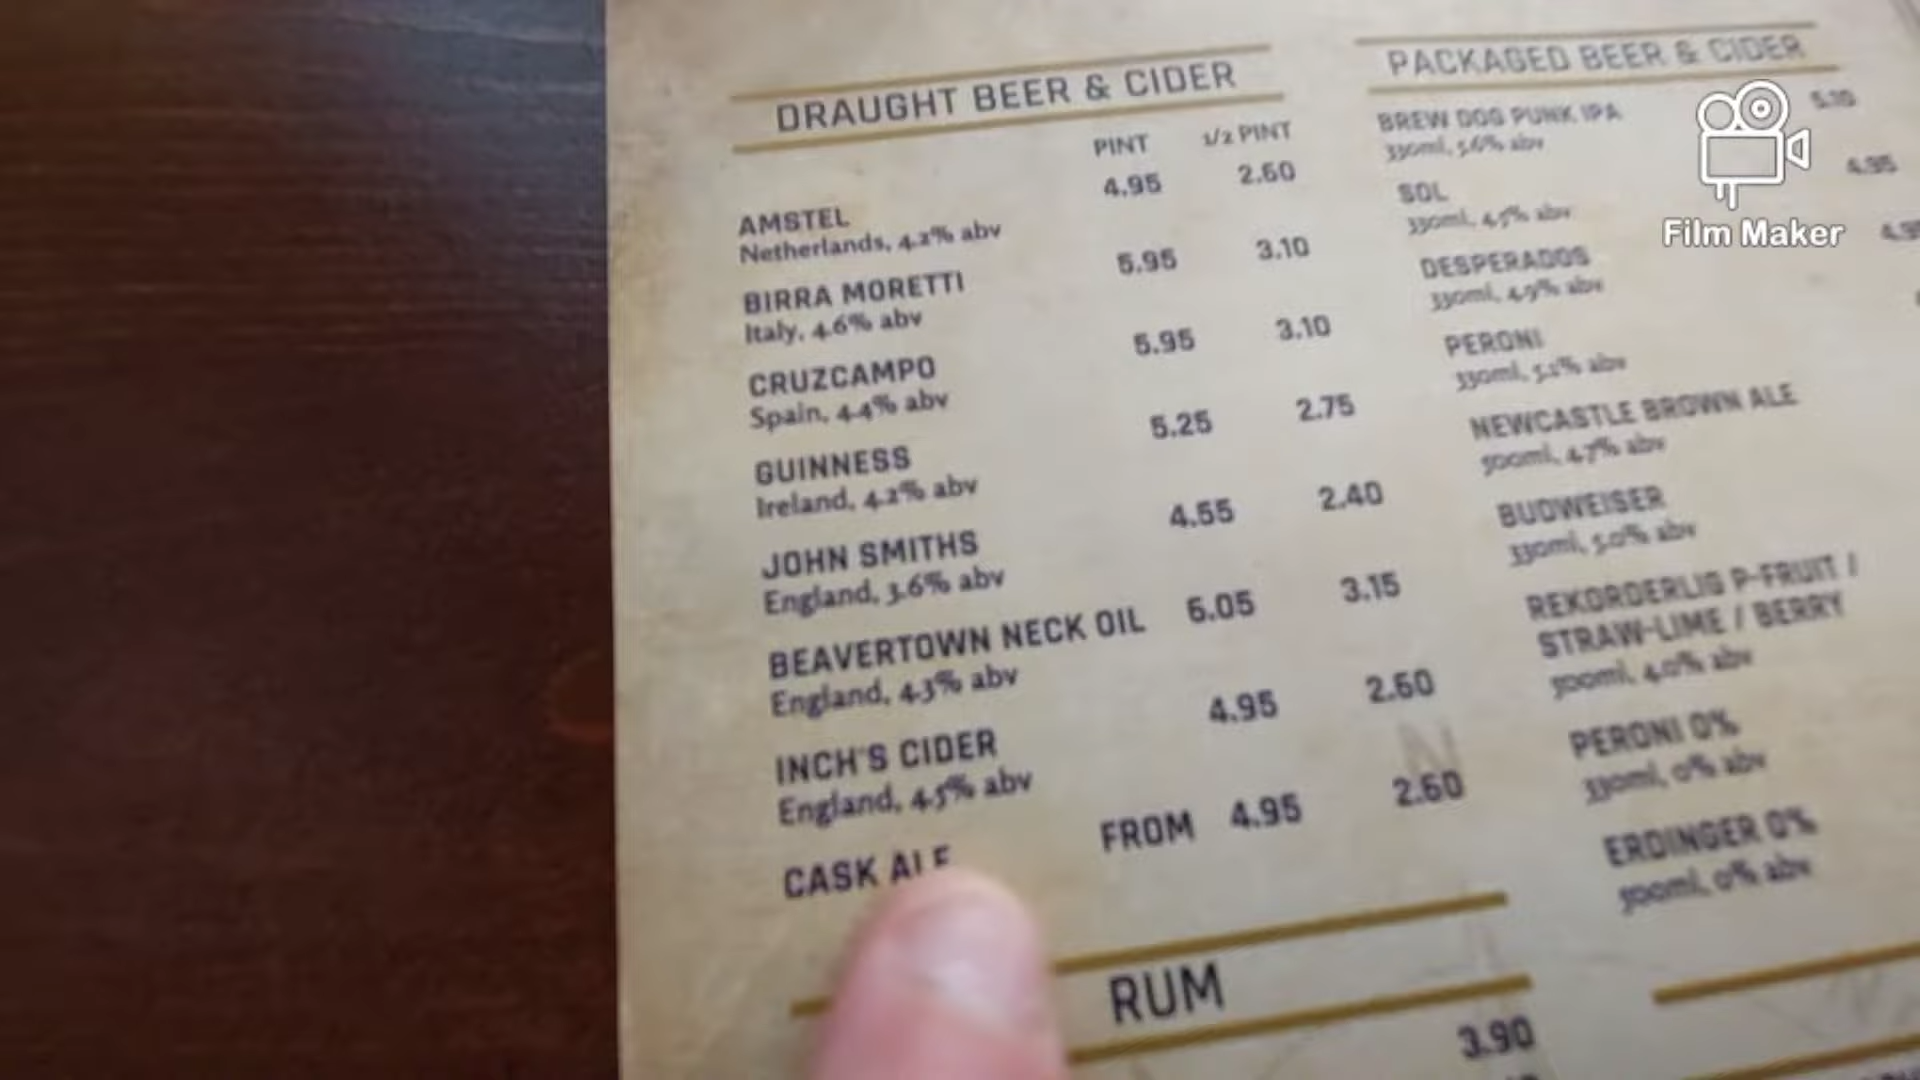 DRAUGHT BEER & CIDER
PINT 1/2 PINT
AMSTEL 4.95 2.60
Netherlands, 4.2% abv
BIRRA MORETTI 5.95 3.10
Italy, 4.6% abv
CRUZCAMPO 5.95 3.10
Spain, 4.4% abv
GUINNESS 5.25 2.75
Ireland, 4.2% abv
JOHN SMITHS 4.55 2.40
England, 3.6% abv
BEAVERTOWN NECK OIL 6.05 3.15
England, 4.3% abv
INCH'S CIDER 4.95 2.60
England, 4.5% abv
CASK ALE FROM 4.95 2.60
RUM
3.90
PACKAGED BEER & CIDER
BREW DOG PUNK IPA 5.10
330ml, 5.6% abv
SOL 4.95
330ml, 4.5% abv
DESPERADOS 4.95
330ml, 4.9% abv
PERONI
330ml, 5.1% abv
NEWCASTLE BROWN ALE
500ml, 4.7% abv
BUDWEISER
330ml, 5.0% abv
REKORDERLIG P-FRUIT /
STRAW-LIME / BERRY
500ml, 4.0% abv
PERONI 0%
330ml, 0% abv
ERDINGER 0%
500ml, 0% abv
Film Maker